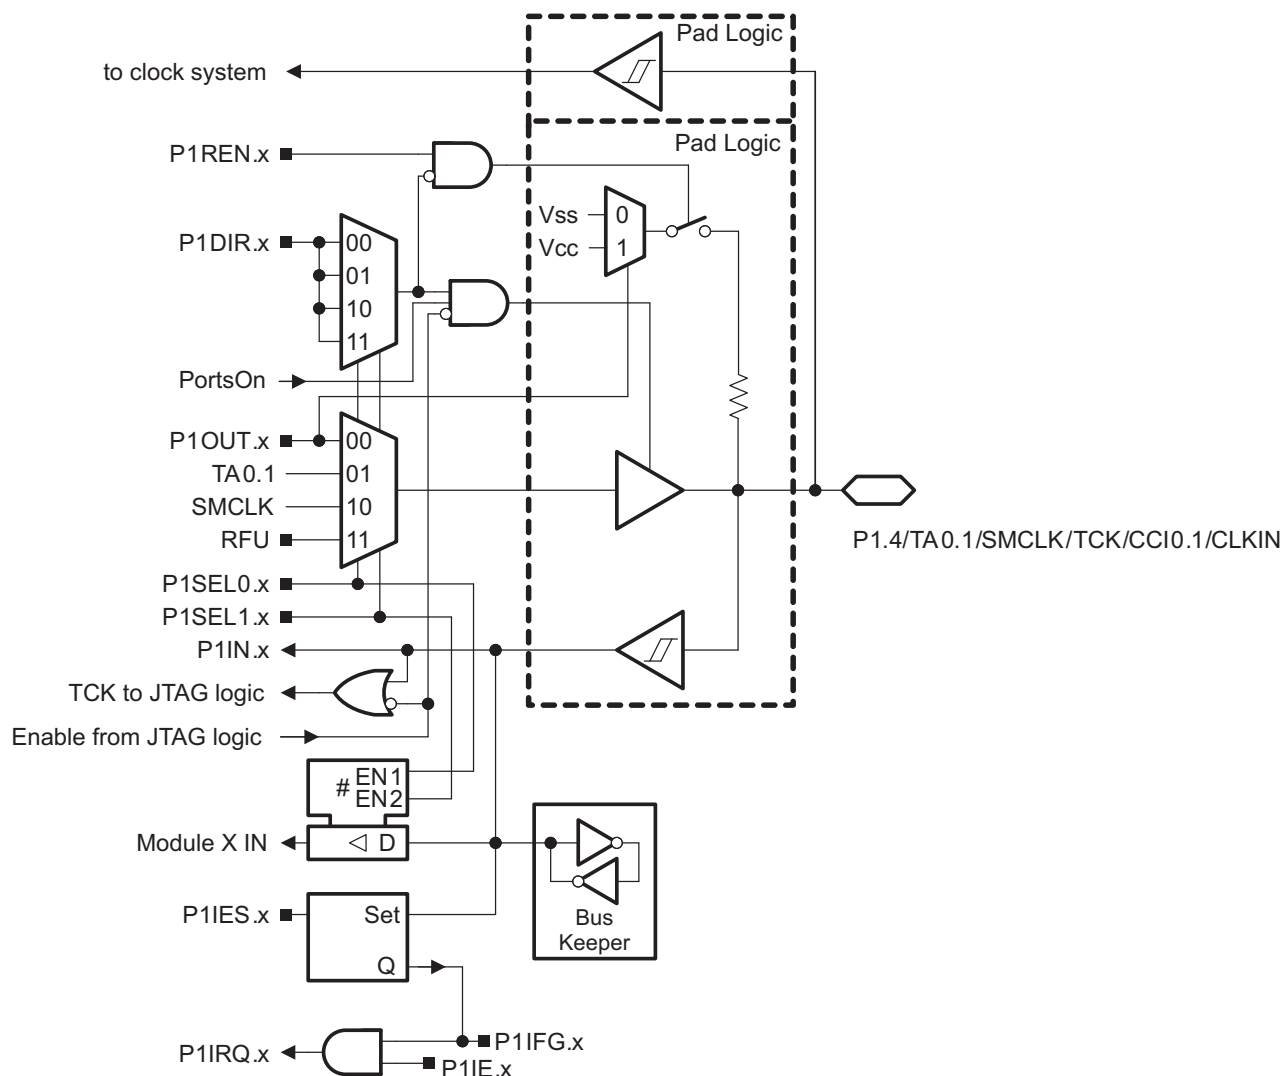 Pad Logic
to clock system
Pad Logic
P1REN.x
Vss
0
Vcc
1
P1DIR.x
00
01
10
11
PortsOn
P1OUT.x
00
TA0.1
01
SMCLK
10
RFU
11
P1.4/TA0.1/SMCLK/TCK/CCI0.1/CLKIN
P1SEL0.x
P1SEL1.x
P1IN.x
TCK to JTAG logic
Enable from JTAG logic
# EN1
EN2
Module X IN
D
P1IES.x
Set
Q
Bus
Keeper
P1IRQ.x
P1IFG.x
P1IE.x